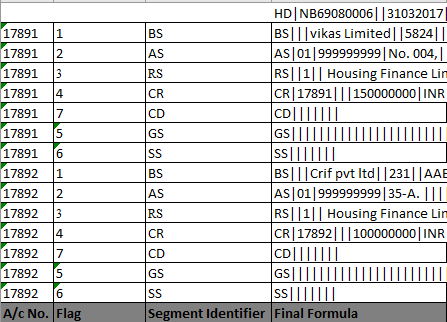 HD|NB69080006||31032017|
17891 1 BS BS|||vikas Limited||5824||
17891 2 AS AS|01|999999999|No. 004,|
17891 3 RS RS||1|| Housing Finance Lin
17891 4 CR CR|17891|||150000000|INR
17891 7 CD CD|||||||
17891 5 GS GS||||||||||||||||||||||
17891 6 SS SS|||||||
17892 1 BS BS|||Crif pvt ltd||231||AAB
17892 2 AS AS|01|999999999|35-A. ||||
17892 3 RS RS||1|| Housing Finance Lin
17892 4 CR CR|17892|||100000000|INR
17892 7 CD CD|||||||
17892 5 GS GS||||||||||||||||||||||
17892 6 SS SS|||||||
A/c No. Flag Segment Identifier Final Formula